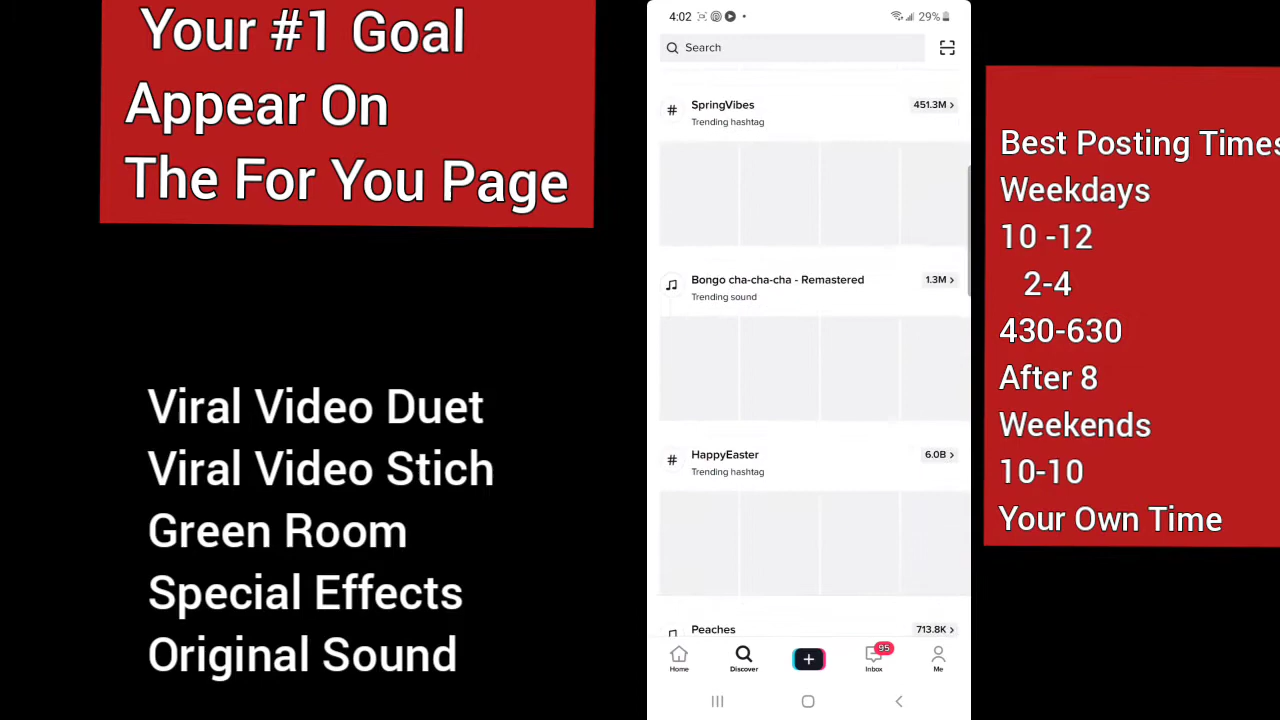 Your #1 Goal
Appear On
The For You Page
Viral Video Duet
Viral Video Stich
Green Room
Special Effects
Original Sound
4:02
29%
Search
#
SpringVibes
451.3M >
Trending hashtag
Bongo cha-cha-cha - Remastered
1.3M >
Trending sound
#
HappyEaster
6.0B >
Trending hashtag
Peaches
713.8K >
95
Home
Discover
Inbox
Me
Best Posting Times
Weekdays
10 -12
2-4
430-630
After 8
Weekends
10-10
Your Own Time